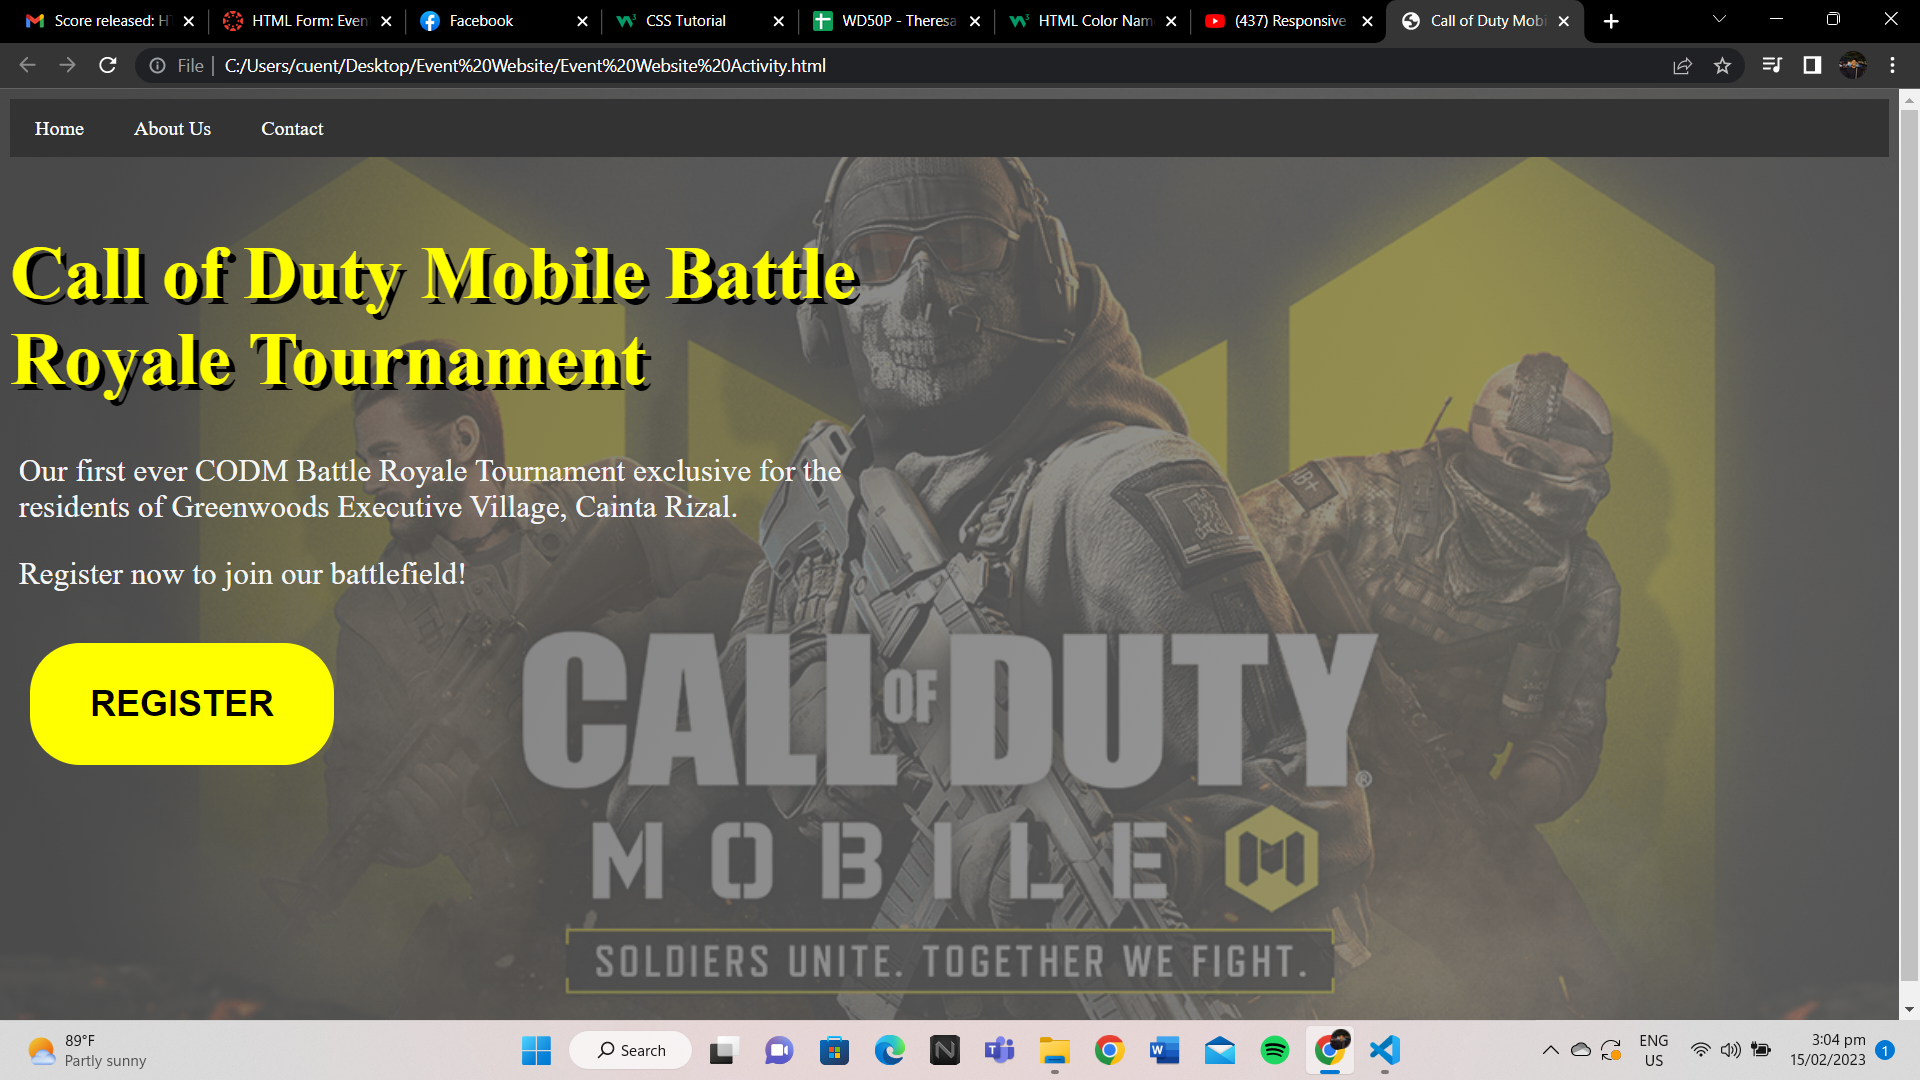 Score released: H
HTML Form: Even
Facebook
CSS Tutorial
WD50P - Theresa
HTML Color Nam
(437) Responsive
Call of Duty Mobi
File
C:/Users/cuent/Desktop/Event%20Website/Event%20Website%20Activity.html
Home About Us Contact
Call of Duty Mobile Battle
Royale Tournament
Our first ever CODM Battle Royale Tournament exclusive for the
residents of Greenwoods Executive Village, Cainta Rizal.
Register now to join our battlefield!
REGISTER
CALL OF DUTY®
MOBILE
SOLDIERS UNITE. TOGETHER WE FIGHT.
89°F
Partly sunny
Search
ENG
US
3:04 pm
15/02/2023
1